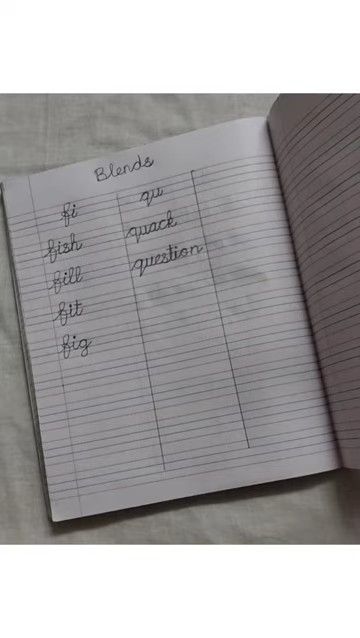 Blends
fi qu
fish quack
fill question
fit
fig